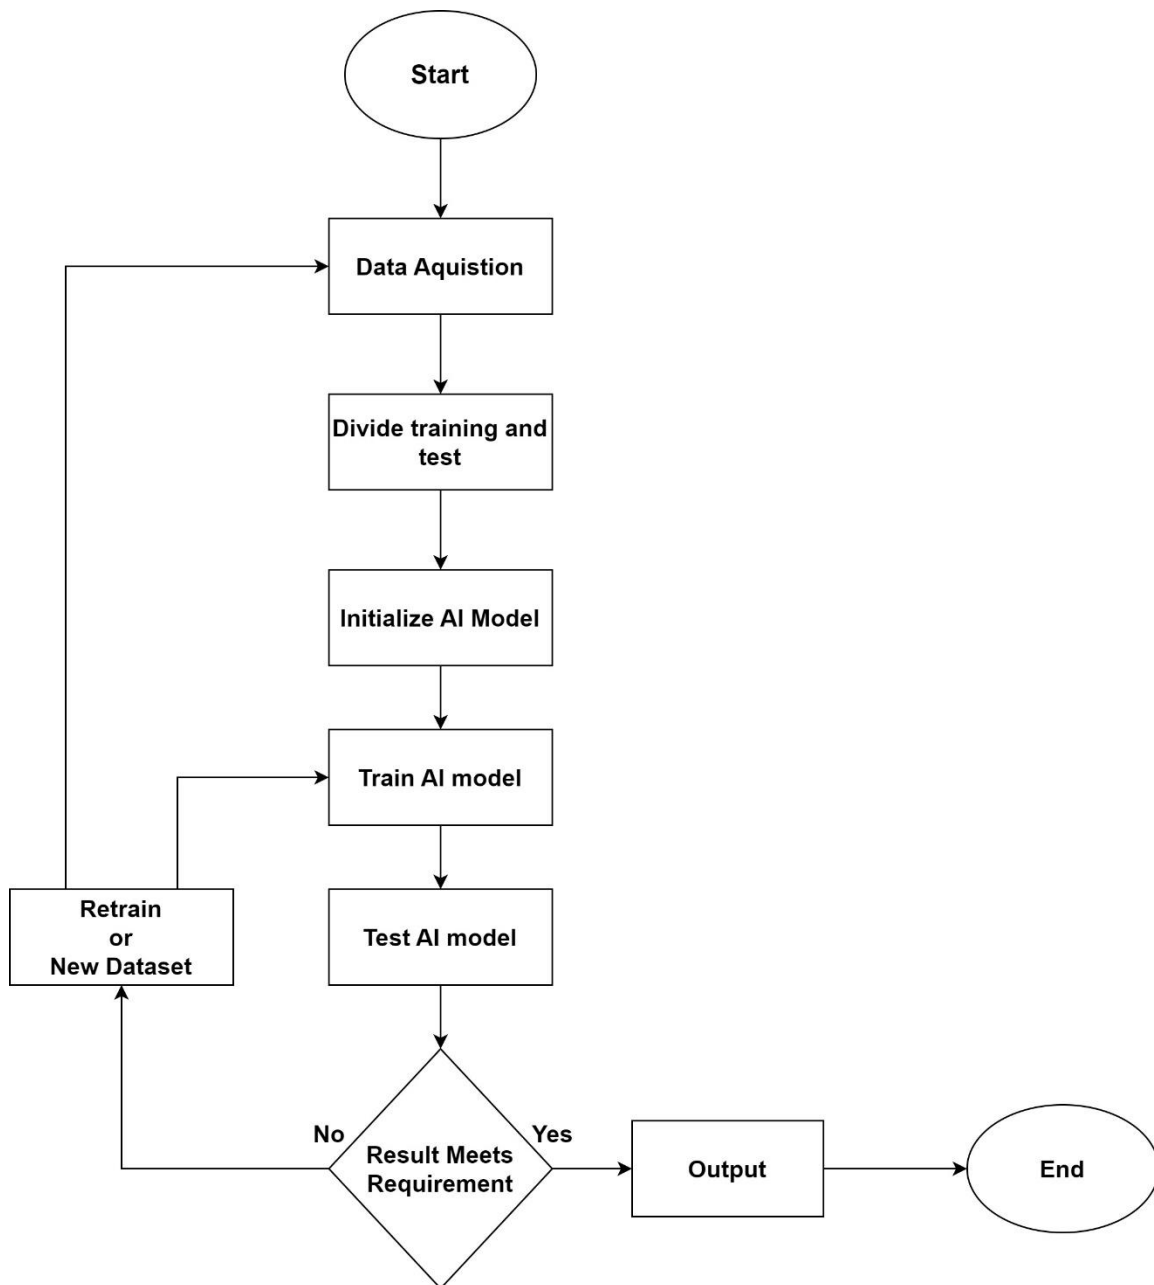 Start
Data Aquistion
Divide training and
test
Initialize AI Model
Train AI model
Retrain
or
New Dataset
Test AI model
No
Yes
Result Meets
Requirement
Output
End